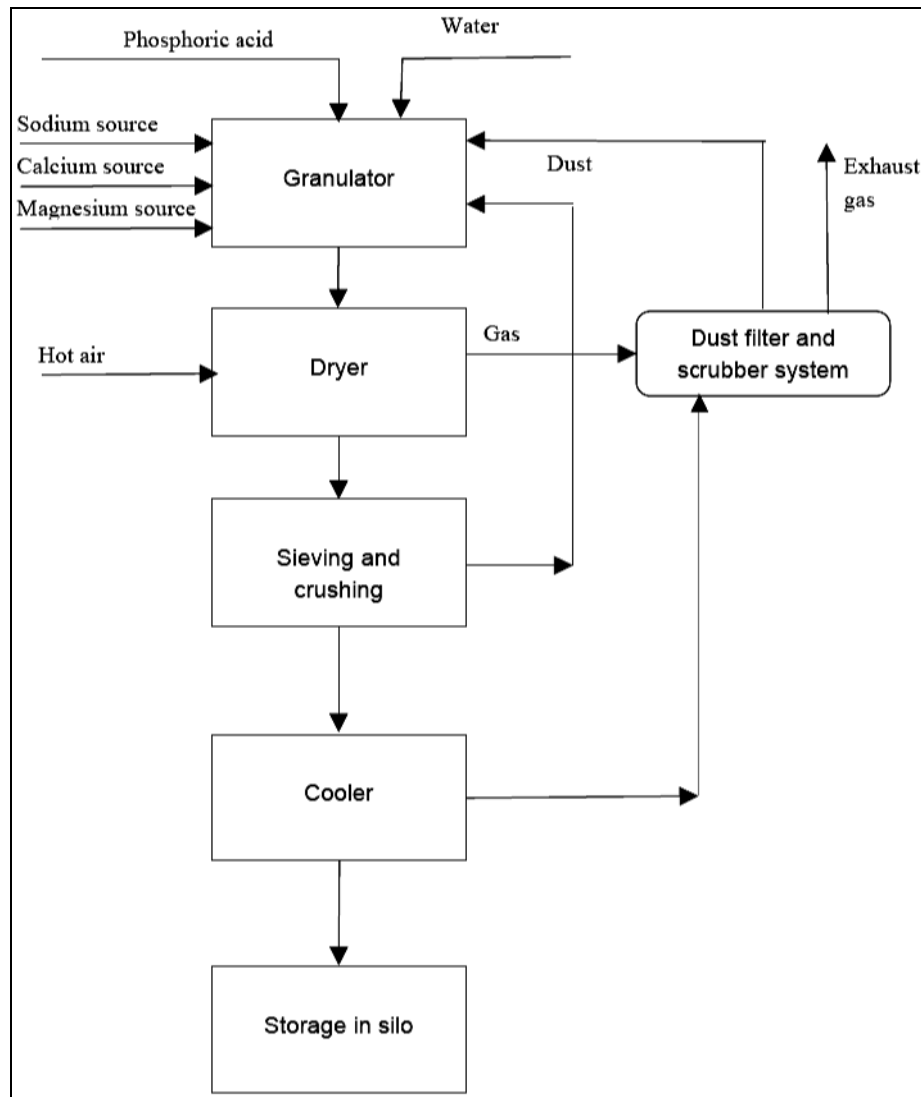 Phosphoric acid
Water
Sodium source
Calcium source
Magnesium source
Granulator
Dust
Exhaust
gas
Hot air
Dryer
Gas
Dust filter and
scrubber system
Sieving and
crushing
Cooler
Storage in silo